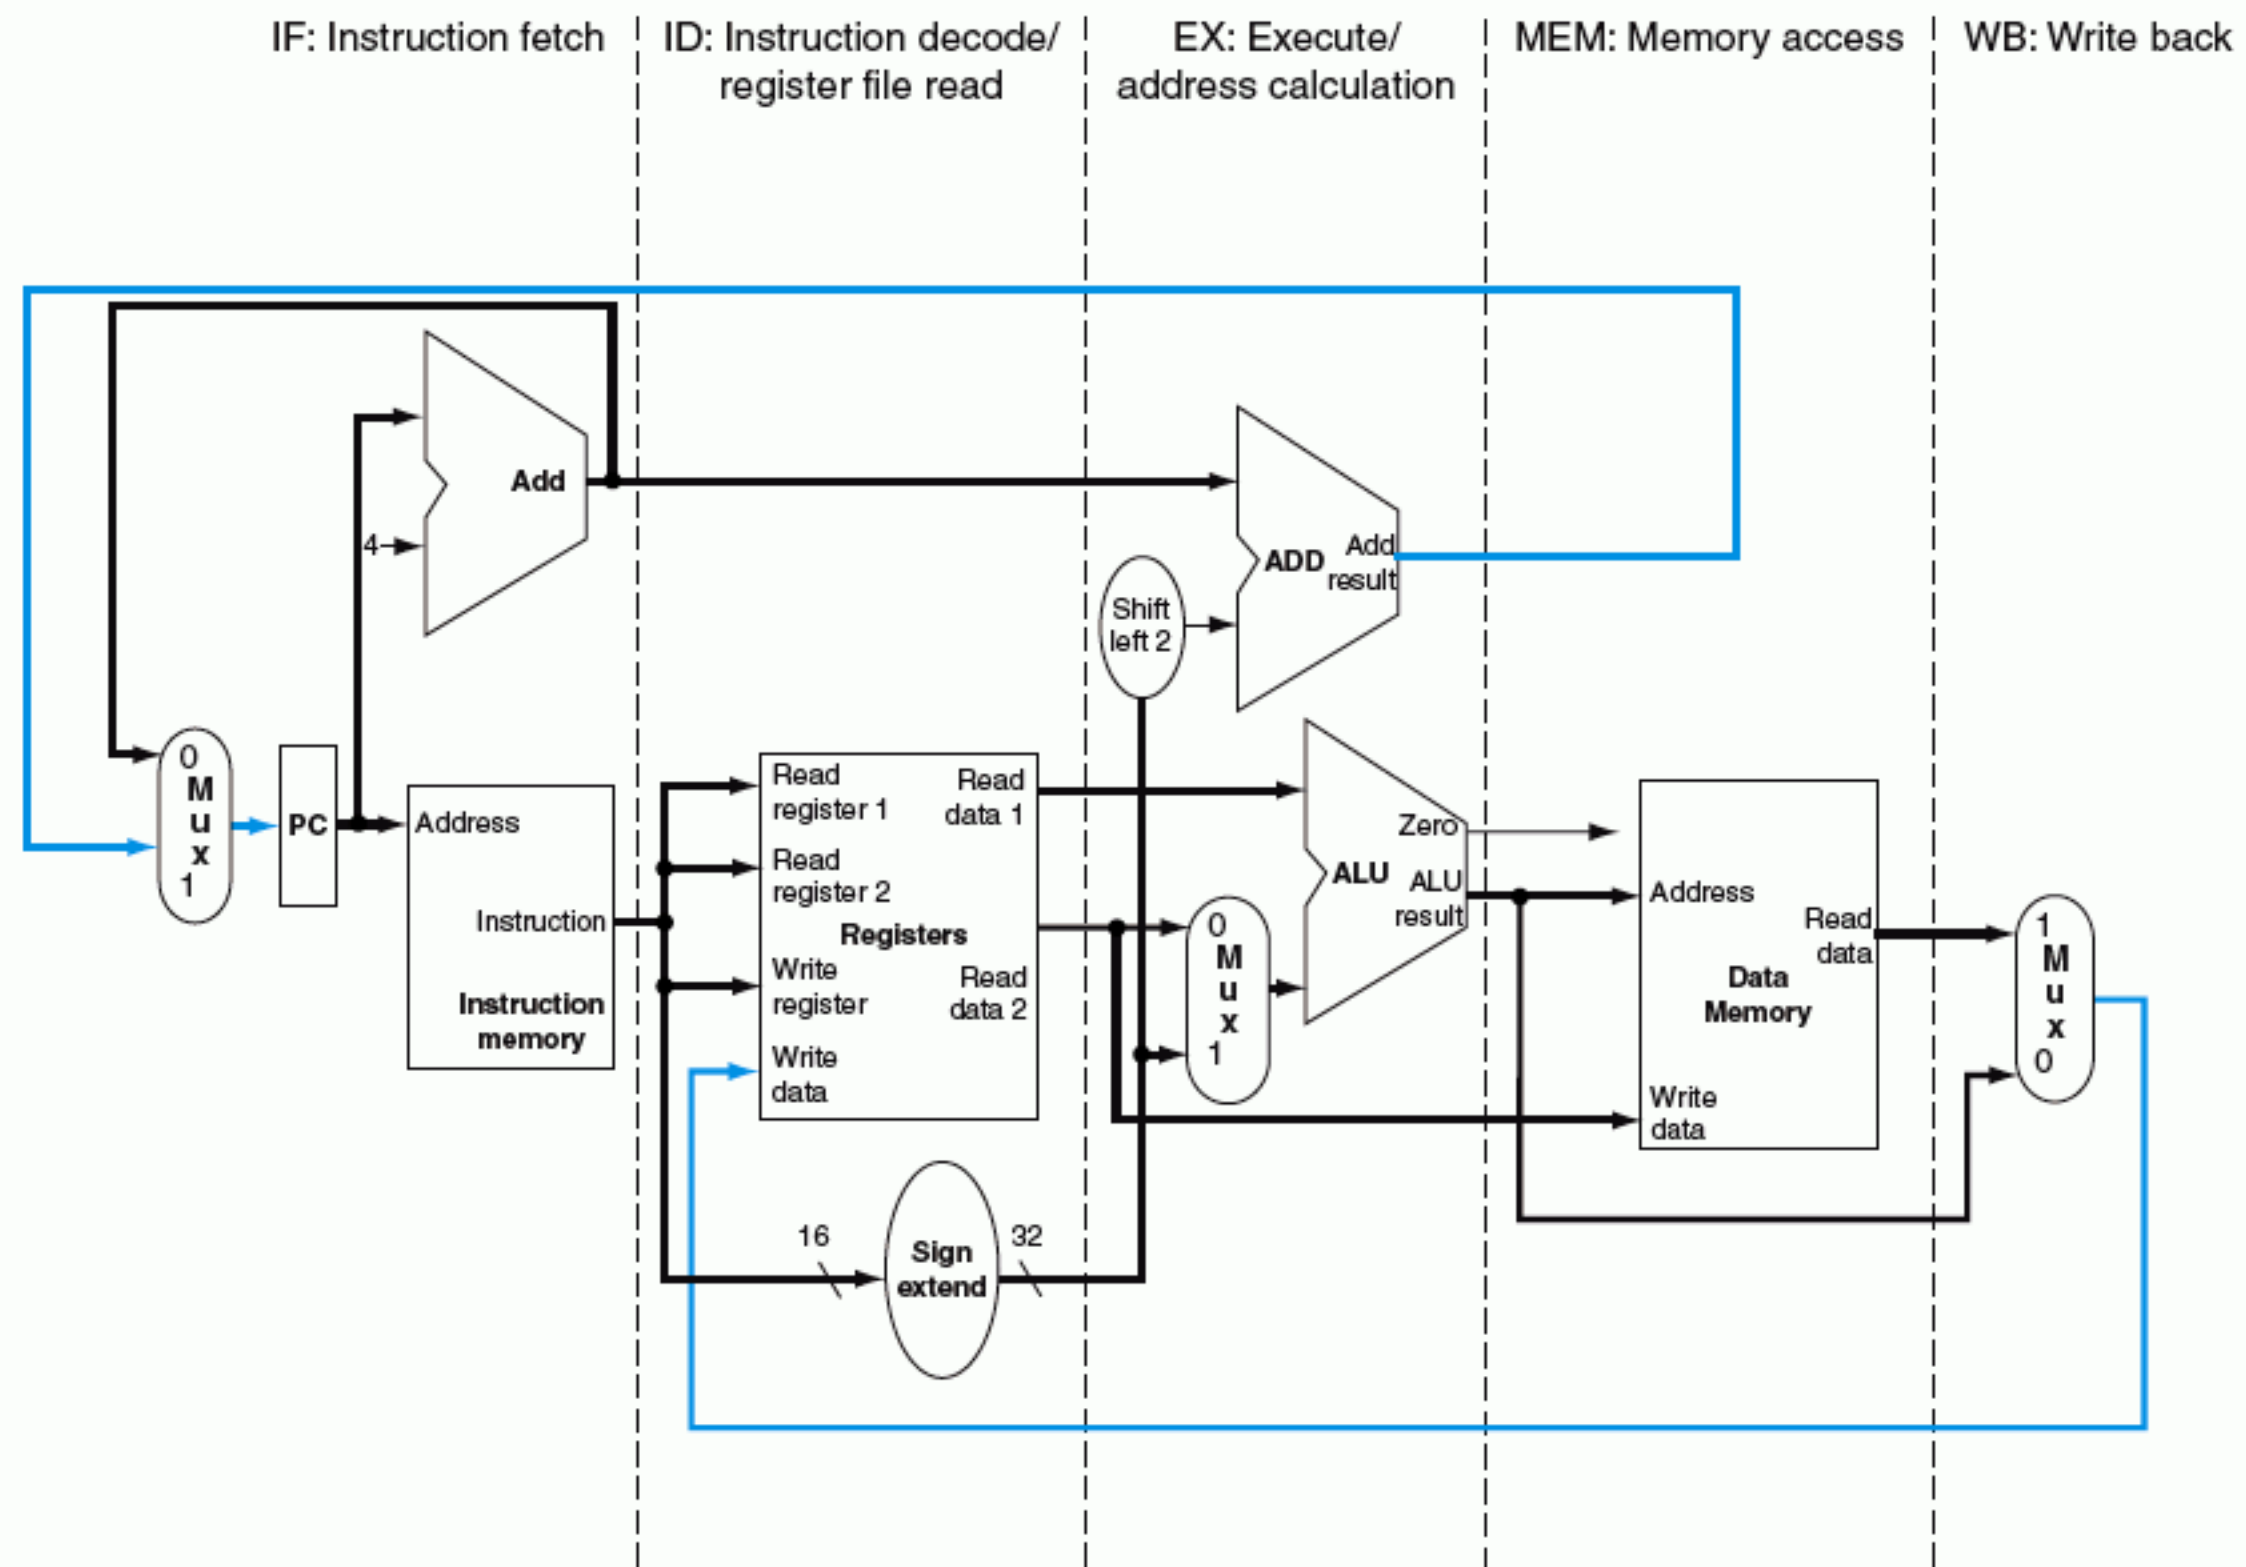 IF: Instruction fetch
ID: Instruction decode/
register file read
EX: Execute/
address calculation
MEM: Memory access
WB: Write back
Add
4
ADD
Add
result
Shift
left 2
0
M
u
x
1
PC
Address
Instruction
Instruction
memory
Read
register 1
Read
register 2
Registers
Write
register
Write
data
Read
data 1
Read
data 2
0
M
u
x
1
Zero
ALU
ALU
result
Address
Read
data
Data
Memory
Write
data
1
M
u
x
0
16
Sign
extend
32